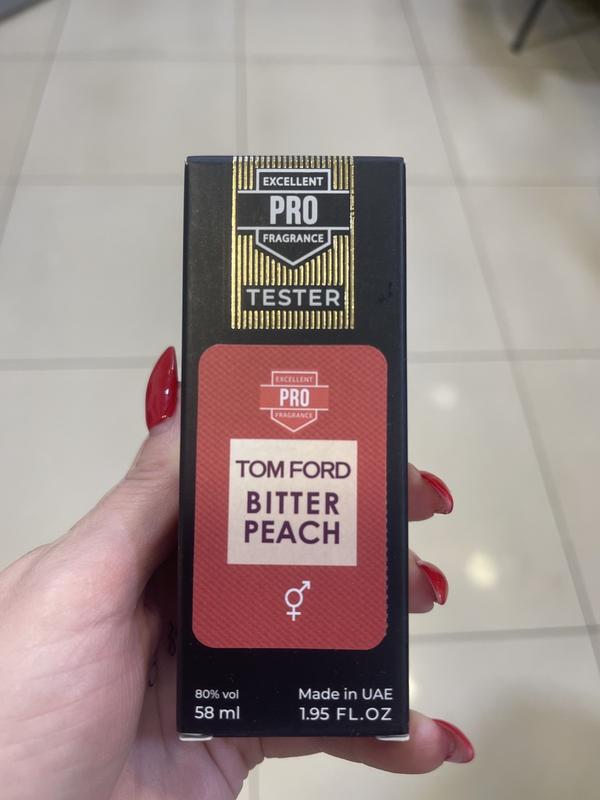 EXCELLENT
PRO
FRAGRANCE
TESTER
EXCELLENT
PRO
FRAGRANCE
TOM FORD
BITTER
PEACH
80% vol
58 ml
Made in UAE
1.95 FL.OZ